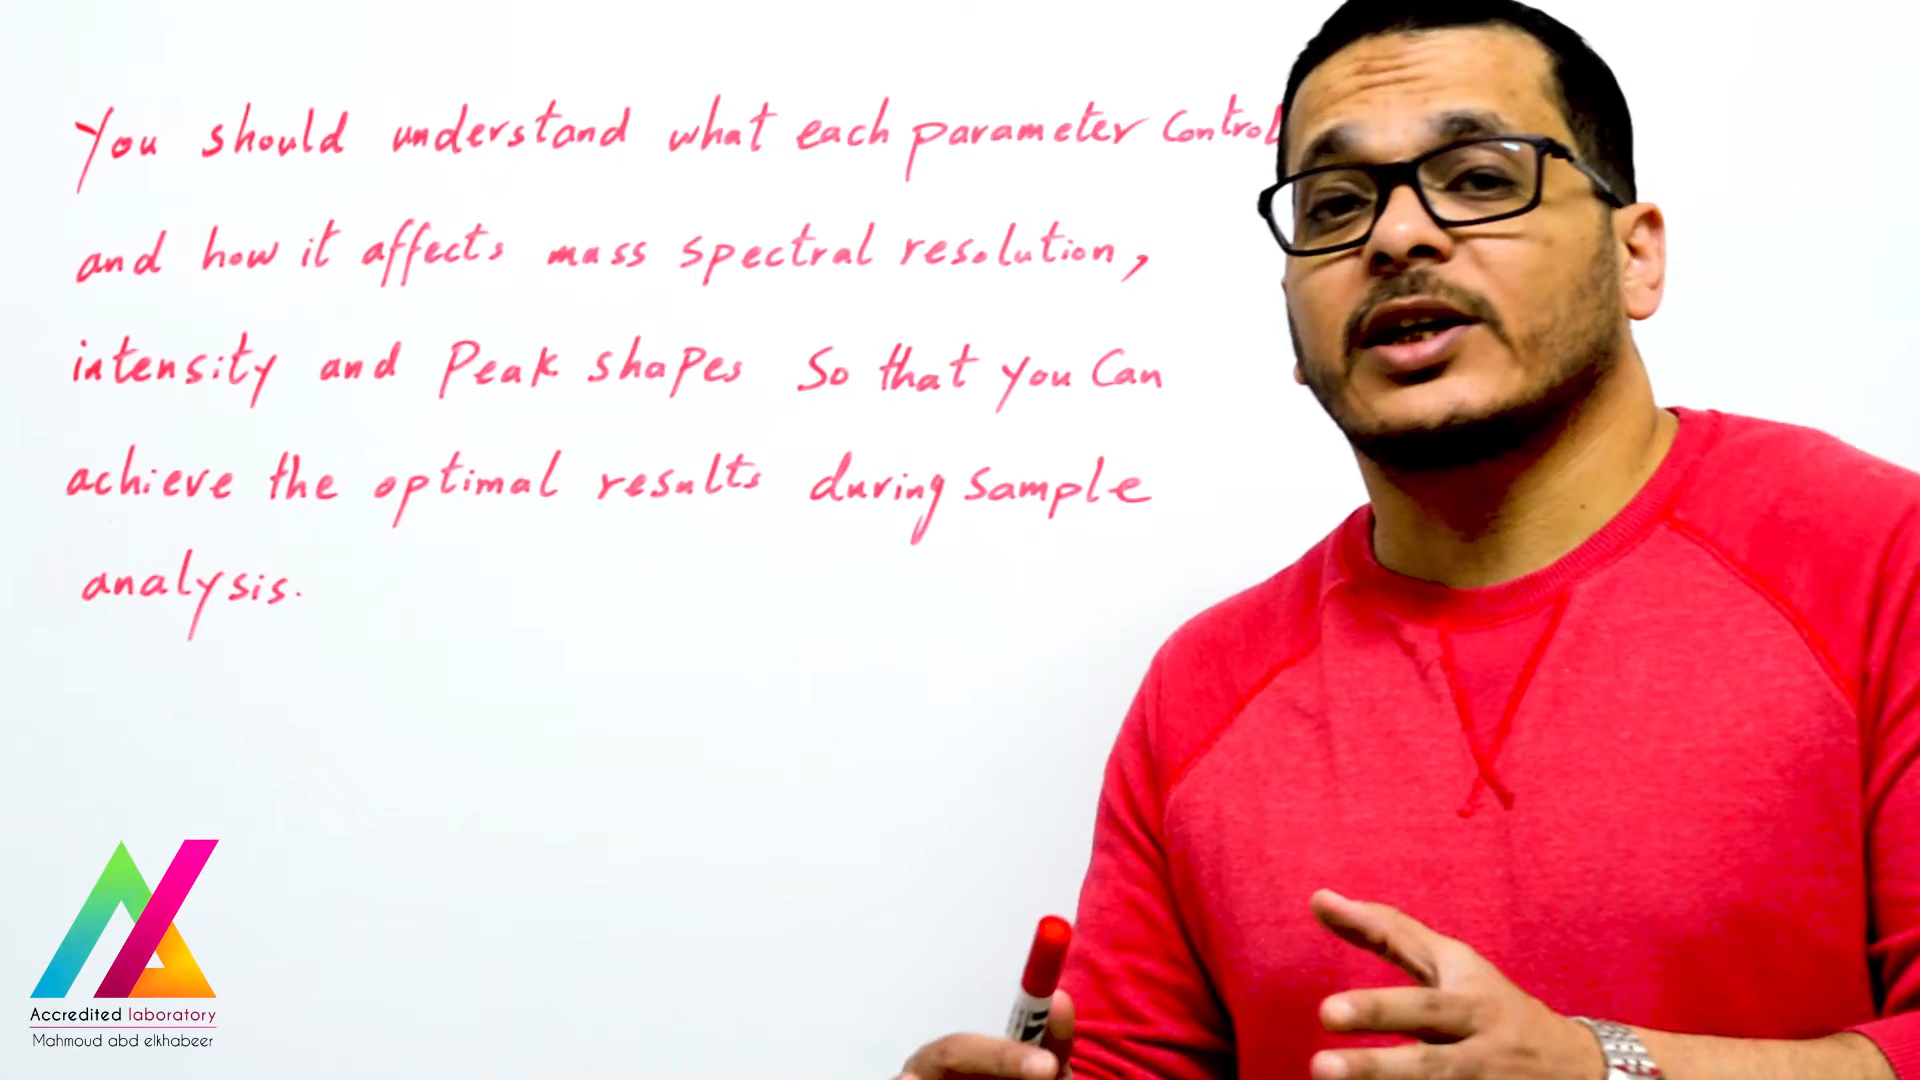 You should understand what each parameter control
and how it affects mass spectral resolution,
intensity and Peak shapes So that you Can
achieve the optimal results during sample
analysis.
Accredited laboratory
Mahmoud abd elkhabeer